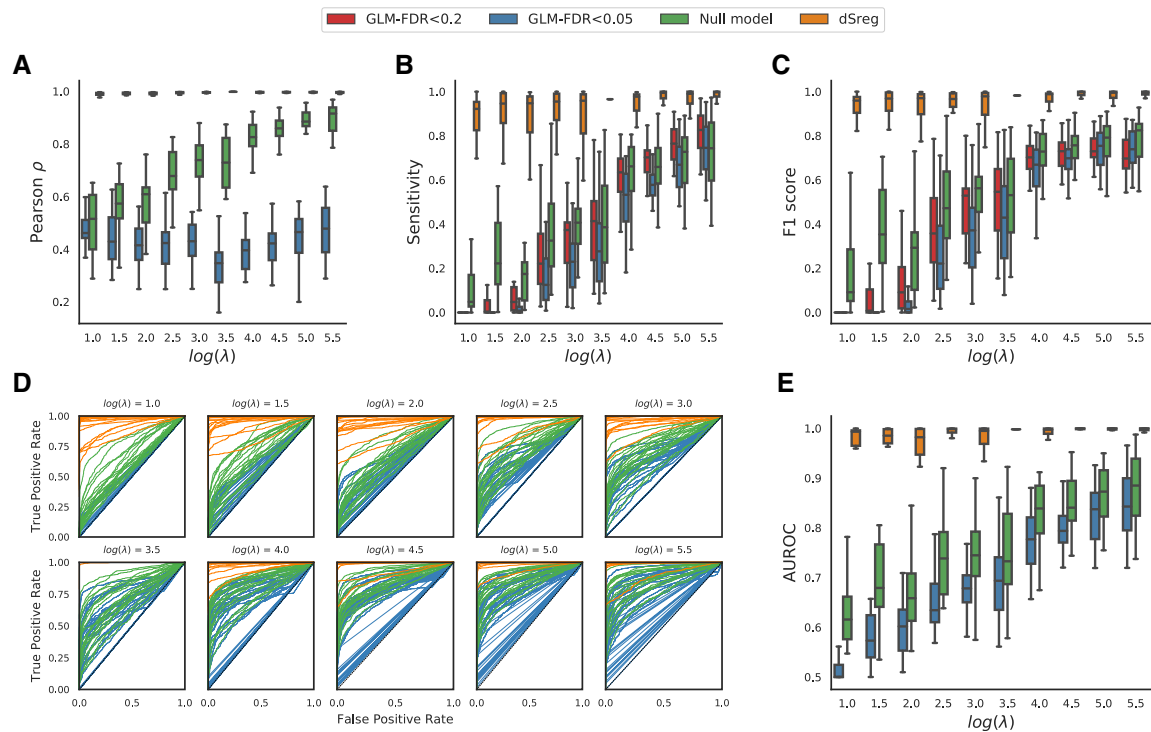 GLM-FDR<0.2 GLM-FDR<0.05 Null model dSreg
A
Pearson ρ
1.0
0.8
0.6
0.4
0.2
1.0 1.5 2.0 2.5 3.0 3.5 4.0 4.5 5.0 5.5
log(λ)
B
Sensitivity
1.0
0.8
0.6
0.4
0.2
0.0
1.0 1.5 2.0 2.5 3.0 3.5 4.0 4.5 5.0 5.5
log(λ)
C
F1 score
1.0
0.8
0.6
0.4
0.2
0.0
1.0 1.5 2.0 2.5 3.0 3.5 4.0 4.5 5.0 5.5
log(λ)
D
log(λ) = 1.0 log(λ) = 1.5 log(λ) = 2.0 log(λ) = 2.5 log(λ) = 3.0
True Positive Rate
1.00
0.75
0.50
0.25
0.00
log(λ) = 3.5 log(λ) = 4.0 log(λ) = 4.5 log(λ) = 5.0 log(λ) = 5.5
True Positive Rate
1.00
0.75
0.50
0.25
0.00
0.0 0.5 1.0 0.0 0.5 1.0 0.0 0.5 1.0 0.0 0.5 1.0 0.0 0.5 1.0
False Positive Rate
E
AUROC
1.0
0.9
0.8
0.7
0.6
0.5
1.0 1.5 2.0 2.5 3.0 3.5 4.0 4.5 5.0 5.5
log(λ)